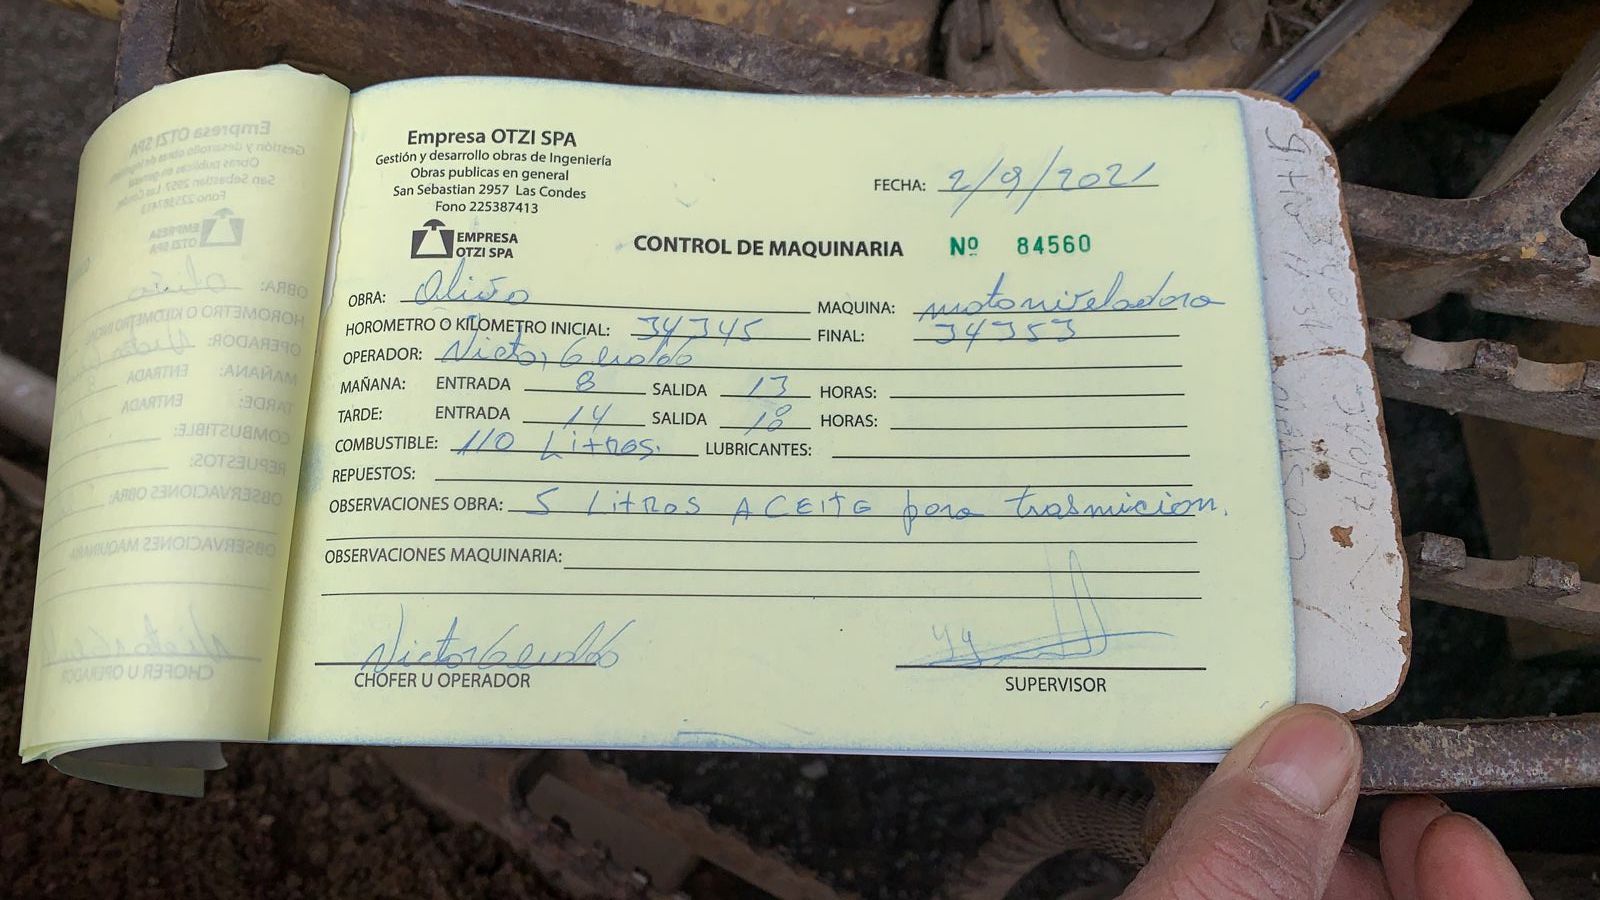 Empresa OTZI SPA
Gestión y desarrollo obras de Ingeniería
Obras publicas en general
San Sebastian 2957 Las Condes
Fono 225387413
EMPRESA
OTZI SPA
FECHA: 2/9/2021
CONTROL DE MAQUINARIA Nº 84560
OBRA: Olivo MAQUINA: motoniveladora
HOROMETRO O KILOMETRO INICIAL: 34345 FINAL: 34353
OPERADOR: Victor
MAÑANA: ENTRADA 8 SALIDA 13 HORAS:
TARDE: ENTRADA 14 SALIDA 18 HORAS:
COMBUSTIBLE: 110 Litros. LUBRICANTES:
REPUESTOS:
OBSERVACIONES OBRA: 5 LitROS ACEITE para trasmicion.
OBSERVACIONES MAQUINARIA:
Victor
CHOFER U OPERADOR
SUPERVISOR